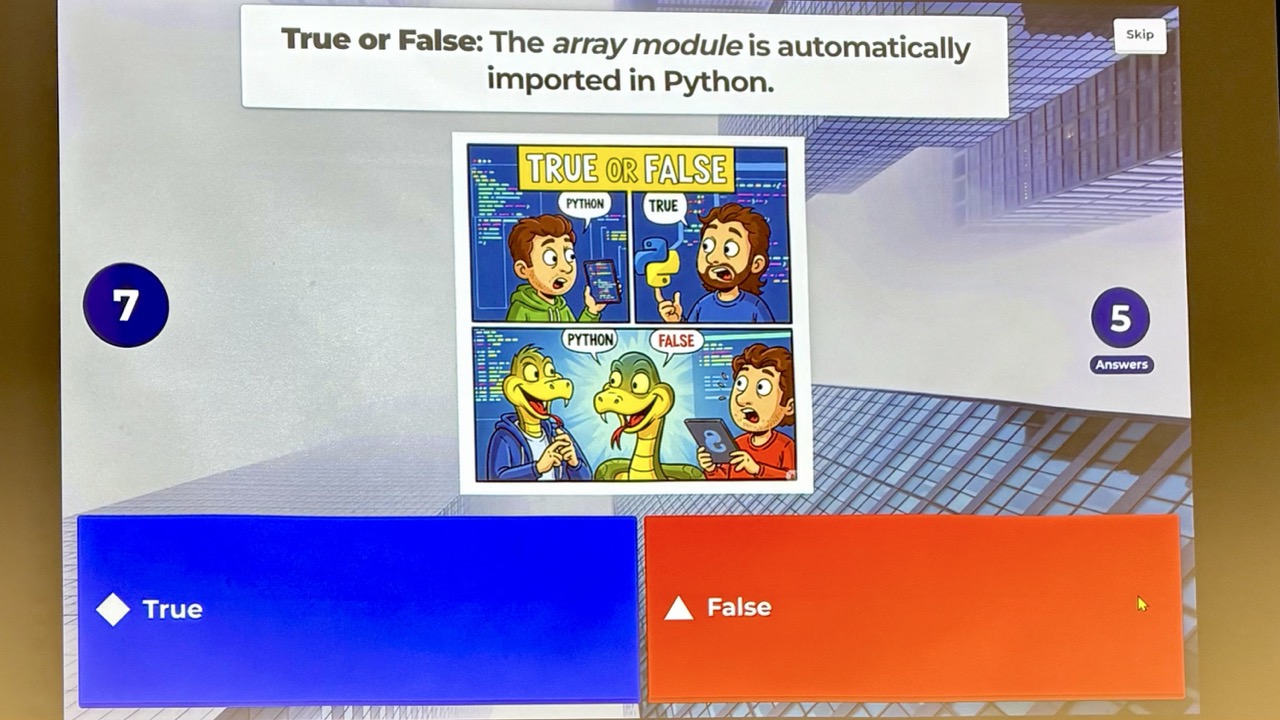 True or False: The array module is automatically
imported in Python.
Skip
TRUE OR FALSE
PYTHON
TRUE
PYTHON
FALSE
7
5
Answers
True
False